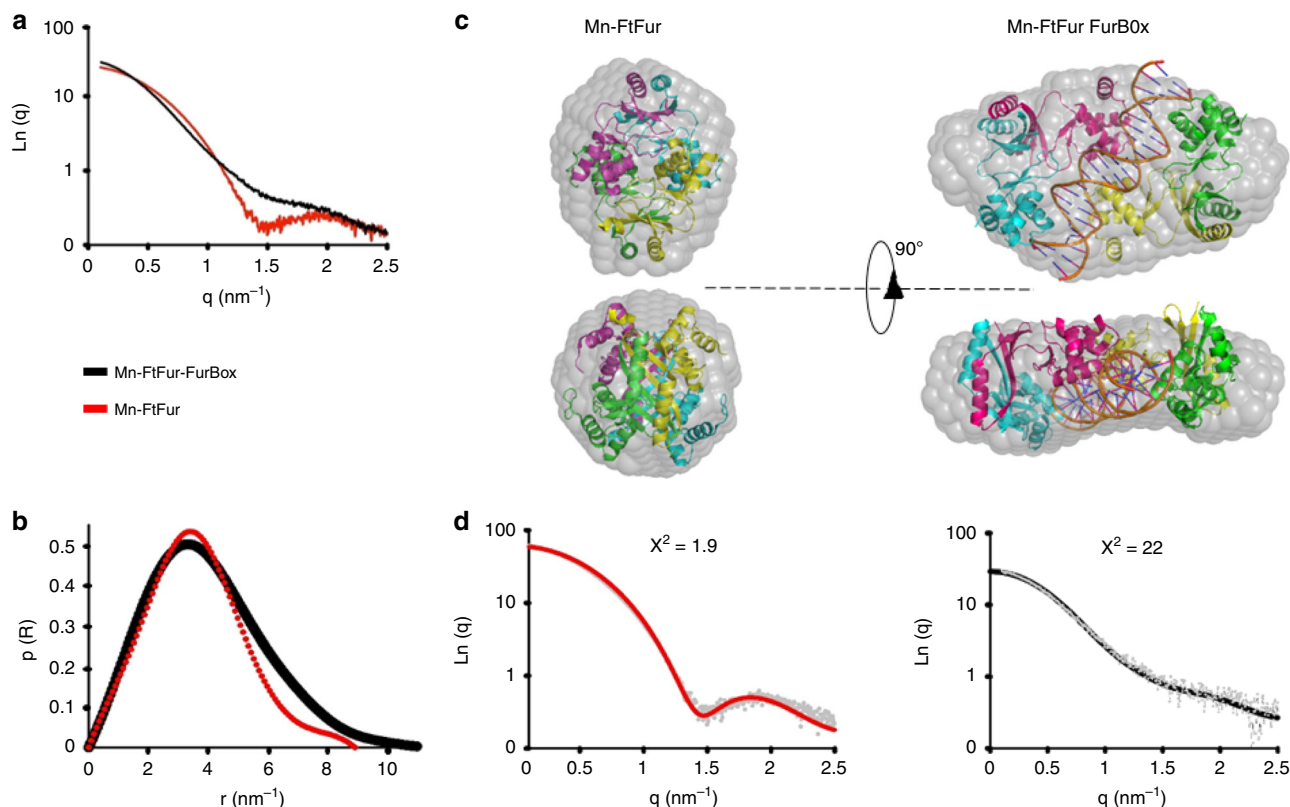 a
100
10
1
0
Ln (q)
0 0.5 1 1.5 2 2.5
q (nm⁻¹)
Mn-FtFur-FurBox
Mn-FtFur
b
0.5
0.4
0.3
0.2
0.1
0
p (R)
0 2 4 6 8 10
r (nm⁻¹)
c
Mn-FtFur
Mn-FtFur FurB0x
90°
d
100
10
1
0
Ln (q)
X² = 1.9
0 0.5 1 1.5 2 2.5
q (nm⁻¹)
100
10
1
0
Ln (q)
X² = 22
0 0.5 1 1.5 2 2.5
q (nm⁻¹)